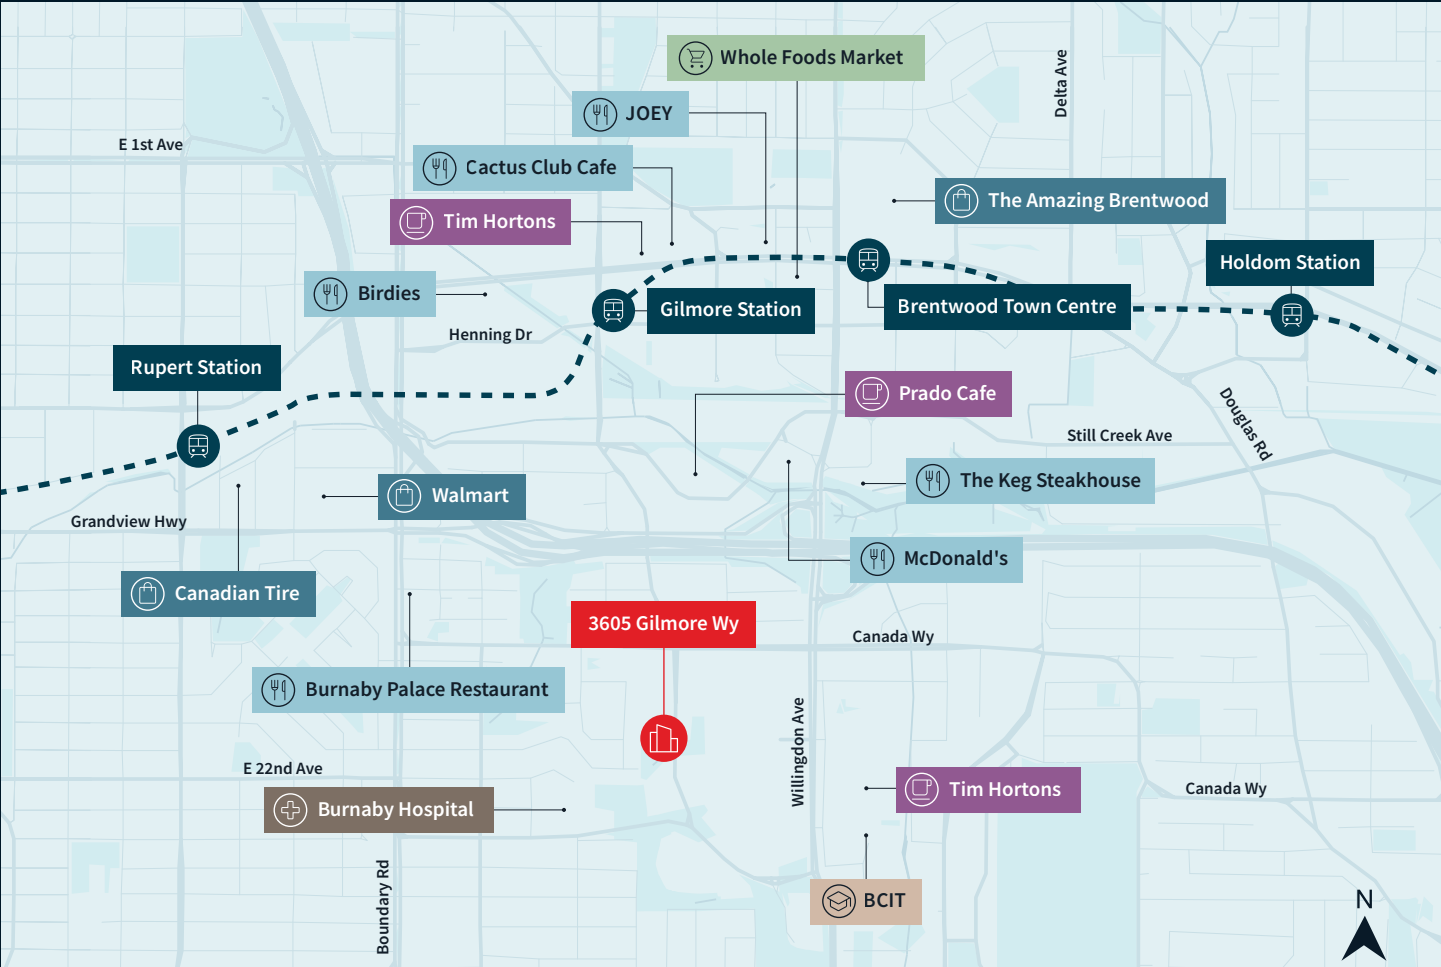 Whole Foods Market
Delta Ave
JOEY
E 1st Ave
Cactus Club Cafe
The Amazing Brentwood
Tim Hortons
Holdom Station
Birdies
Gilmore Station
Brentwood Town Centre
Henning Dr
Rupert Station
Prado Cafe
Douglas Rd
Still Creek Ave
The Keg Steakhouse
Walmart
Grandview Hwy
McDonald's
Canadian Tire
3605 Gilmore Wy
Canada Wy
Burnaby Palace Restaurant
Willingdon Ave
E 22nd Ave
Tim Hortons
Canada Wy
Burnaby Hospital
Boundary Rd
BCIT
N